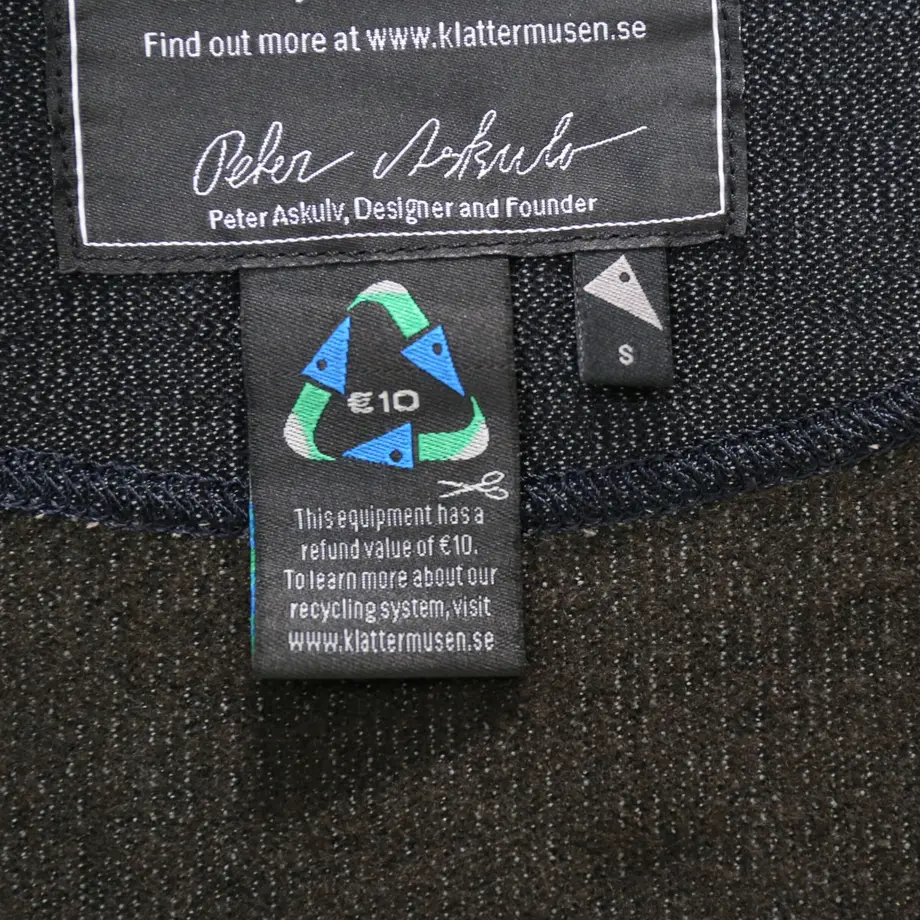 Find out more at www.klattermusen.se
Peter Askulv
Peter Askulv, Designer and Founder
€10
S
This equipment has a
refund value of €10.
To learn more about our
recycling system, visit
www.klattermusen.se